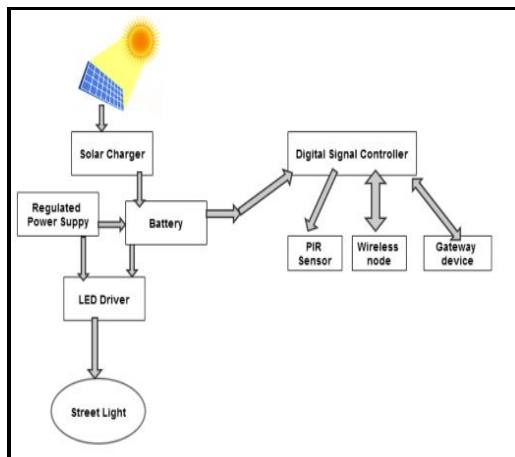 Solar Charger
Digital Signal Controller
Regulated
Power Suppy
Battery
PIR
Sensor
Wireless
node
Gateway
device
LED Driver
Street Light